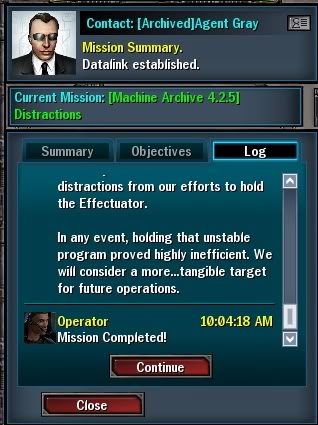 Contact: [Archived]Agent Gray
Mission Summary.
Datalink established.
Current Mission: [Machine Archive 4.2.5]
Distractions
Summary
Objectives
Log
distractions from our efforts to hold
the Effectuator.
In any event, holding that unstable
program proved highly inefficient. We
will consider a more...tangible target
for future operations.
Operator 10:04:18 AM
Mission Completed!
Continue
Close